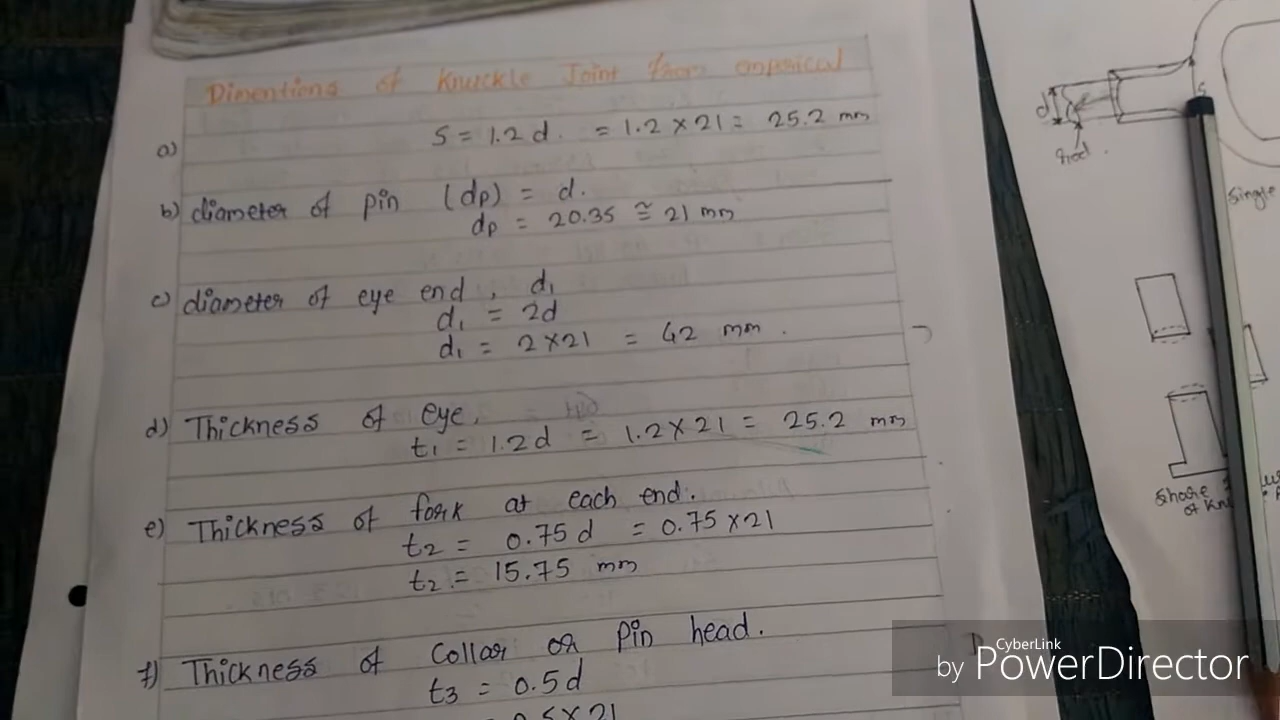 Dimentions of Knuckle Joint from emperical
a) S = 1.2 d. = 1.2 × 21 = 25.2 mm
b) diameter of pin (dp) = d.
dp = 20.35 ≅ 21 mm
c) diameter of eye end, d1
d1 = 2d
d1 = 2×21 = 42 mm.
d) Thickness of eye,
t1 = 1.2d = 1.2×21 = 25.2 mm
e) Thickness of fork at each end.
t2 = 0.75 d = 0.75×21
t2 = 15.75 mm
f) Thickness of Collar or Pin head.
t3 = 0.5d
= 0.5×21
d
rod.
Single
Shape
of Kn
CyberLink
by PowerDirector